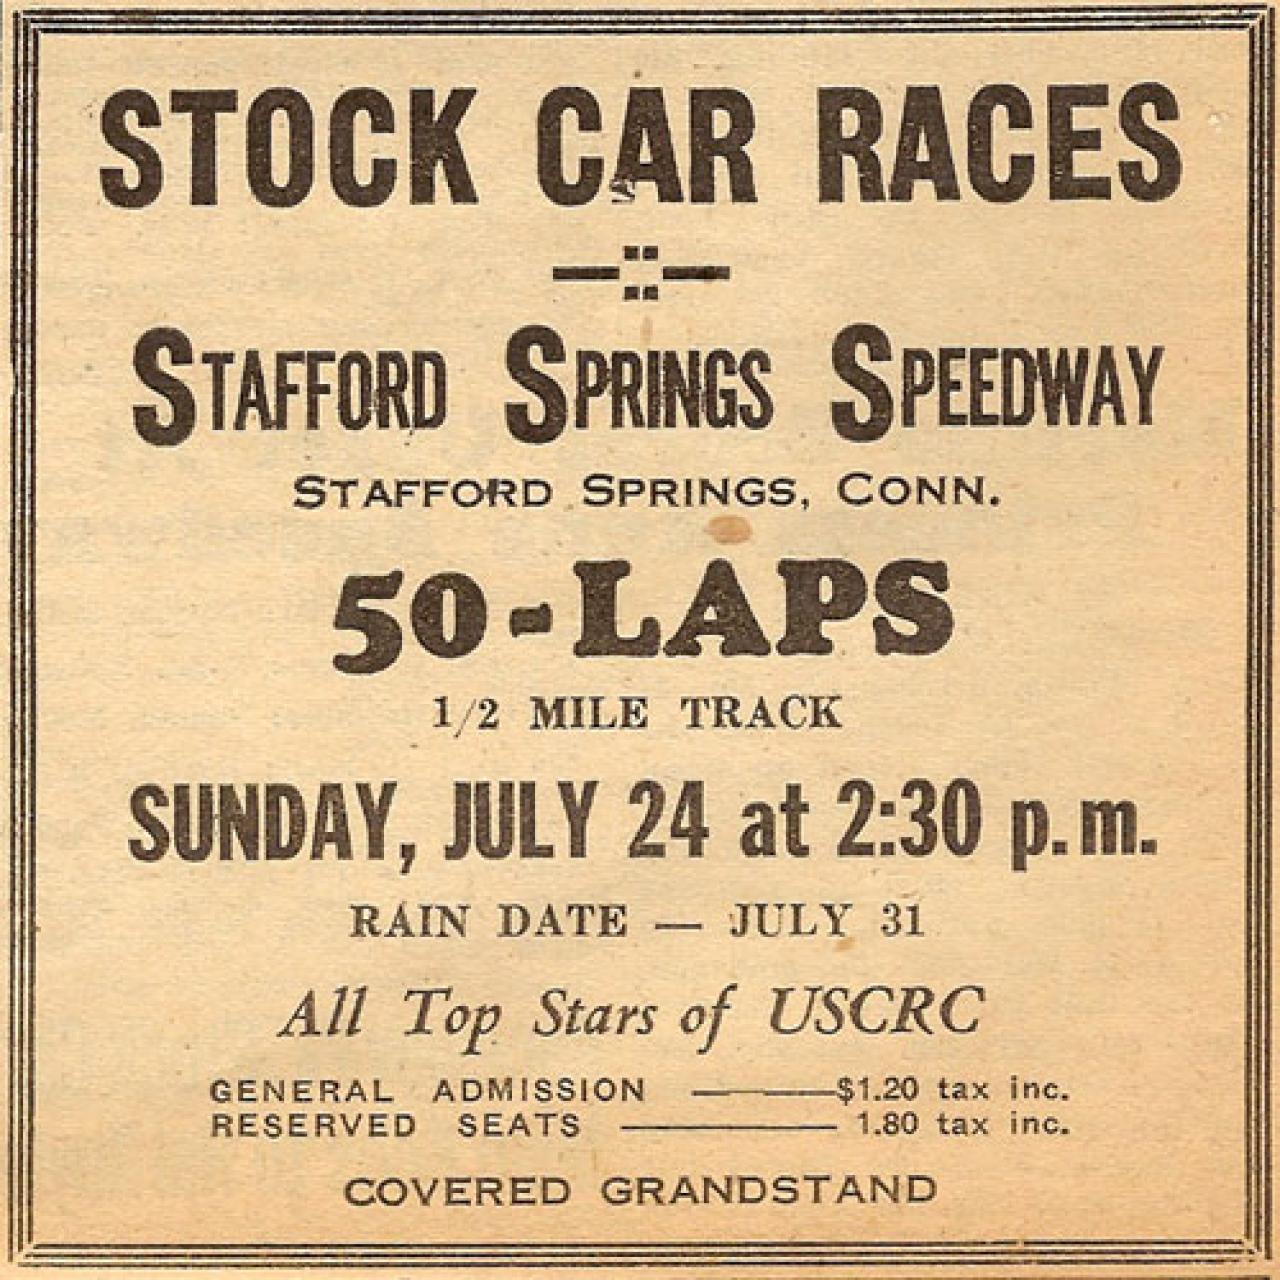 STOCK CAR RACES
STAFFORD SPRINGS SPEEDWAY
STAFFORD SPRINGS, CONN.
50-LAPS
1/2 MILE TRACK
SUNDAY, JULY 24 at 2:30 p.m.
RAIN DATE — JULY 31
All Top Stars of USCRC
GENERAL ADMISSION ———$1.20 tax inc.
RESERVED SEATS ——— 1.80 tax inc.
COVERED GRANDSTAND